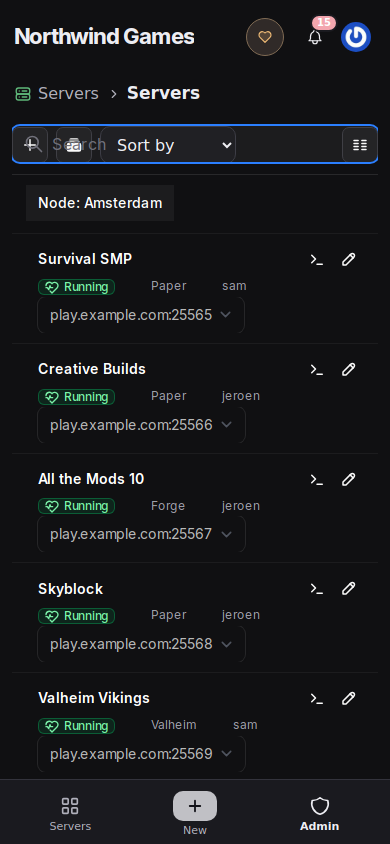 Northwind Games
15
Servers > Servers
Search
Sort by
Node: Amsterdam
Survival SMP
Running Paper sam
play.example.com:25565
Creative Builds
Running Paper jeroen
play.example.com:25566
All the Mods 10
Running Forge jeroen
play.example.com:25567
Skyblock
Running Paper jeroen
play.example.com:25568
Valheim Vikings
Running Valheim sam
play.example.com:25569
Servers
New
Admin